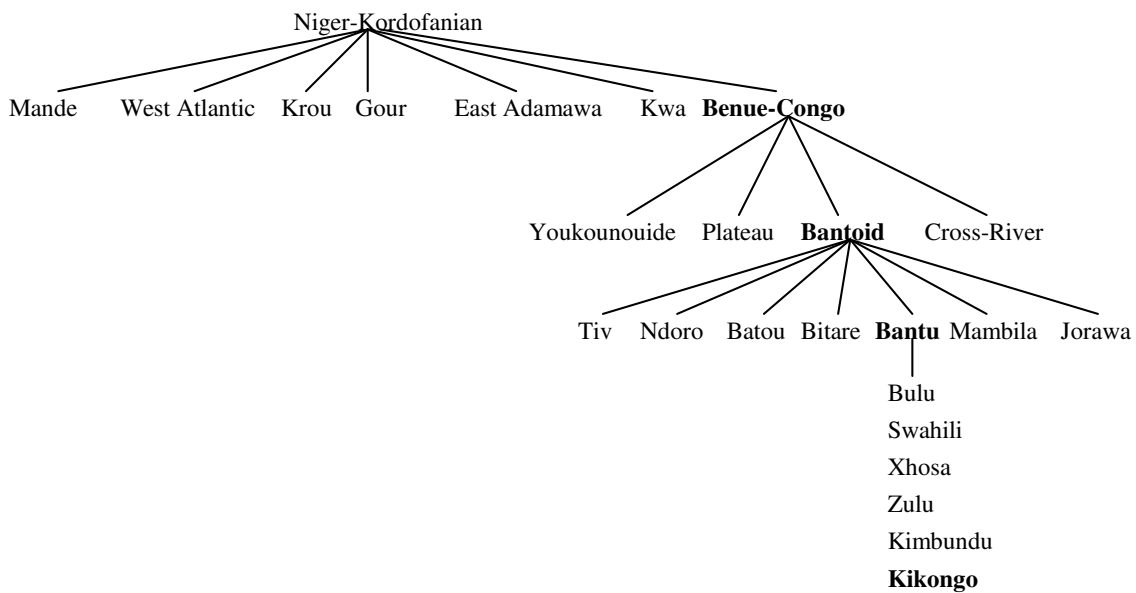 Niger-Kordofanian
Mande West Atlantic Krou Gour East Adamawa Kwa Benue-Congo
Youkounouide Plateau Bantoid Cross-River
Tiv Ndoro Batou Bitare Bantu Mambila Jorawa
Bulu
Swahili
Xhosa
Zulu
Kimbundu
Kikongo